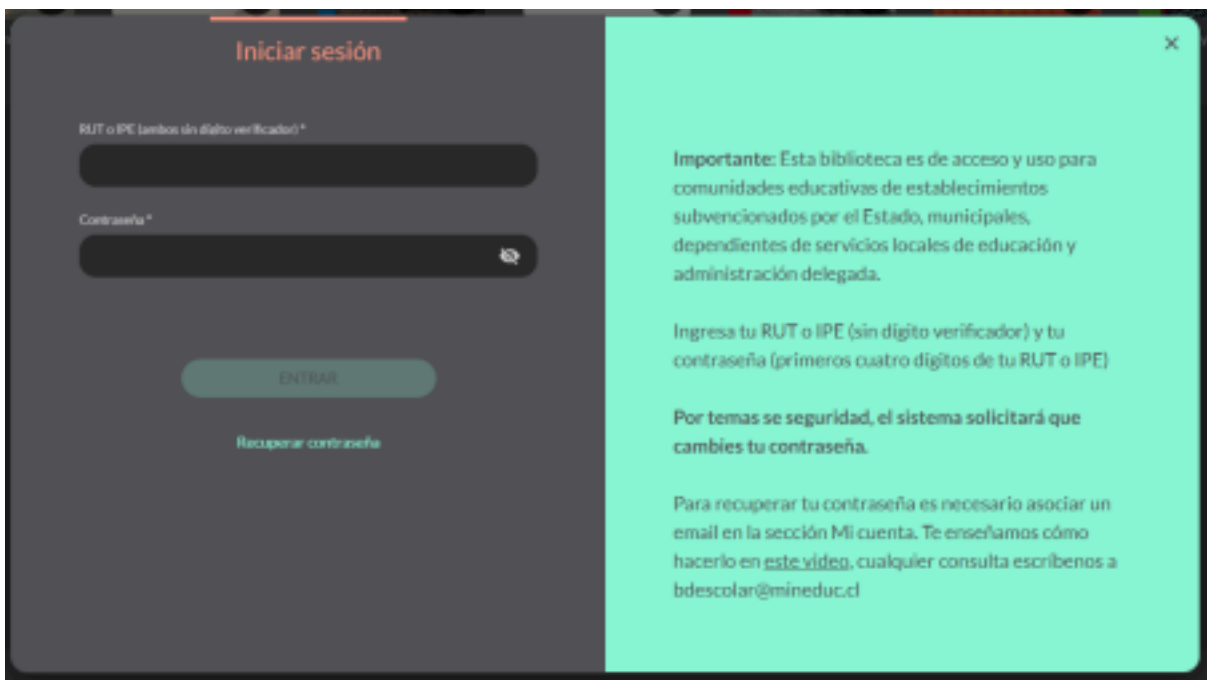 Iniciar sesión
RUT o IPE (ambos sin dígito verificador) *
Contraseña *
ENTRAR
Recuperar contraseña
Importante: Esta biblioteca es de acceso y uso para
comunidades educativas de establecimientos
subvencionados por el Estado, municipales,
dependientes de servicios locales de educación y
administración delegada.
Ingresa tu RUT o IPE (sin dígito verificador) y tu
contraseña (primeros cuatro dígitos de tu RUT o IPE)
Por temas se seguridad, el sistema solicitará que
cambies tu contraseña.
Para recuperar tu contraseña es necesario asociar un
email en la sección Mi cuenta. Te enseñamos cómo
hacerlo en este video, cualquier consulta escríbenos a
bdescolar@mineduc.cl